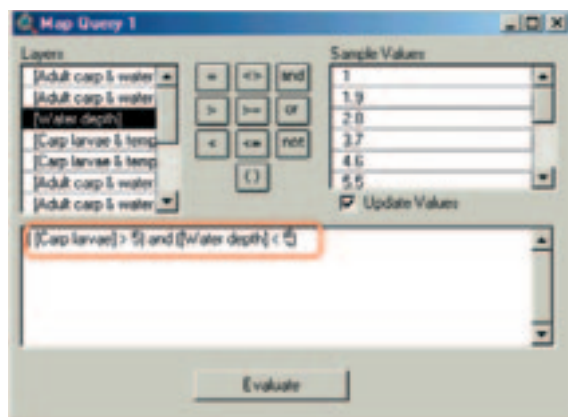 Map Query 1
Layers
[Adult carp & water
[Adult carp & water
[Water depth]
[Carp larvae & temp
[Carp larvae & temp
[Adult carp & water
[Adult carp & water
= <> and
> >= or
< <= not
()
Sample Values
1
1.9
2.8
3.7
4.6
5.5
Update Values
( [Carp larvae] > 5) and ([Water depth] <
Evaluate